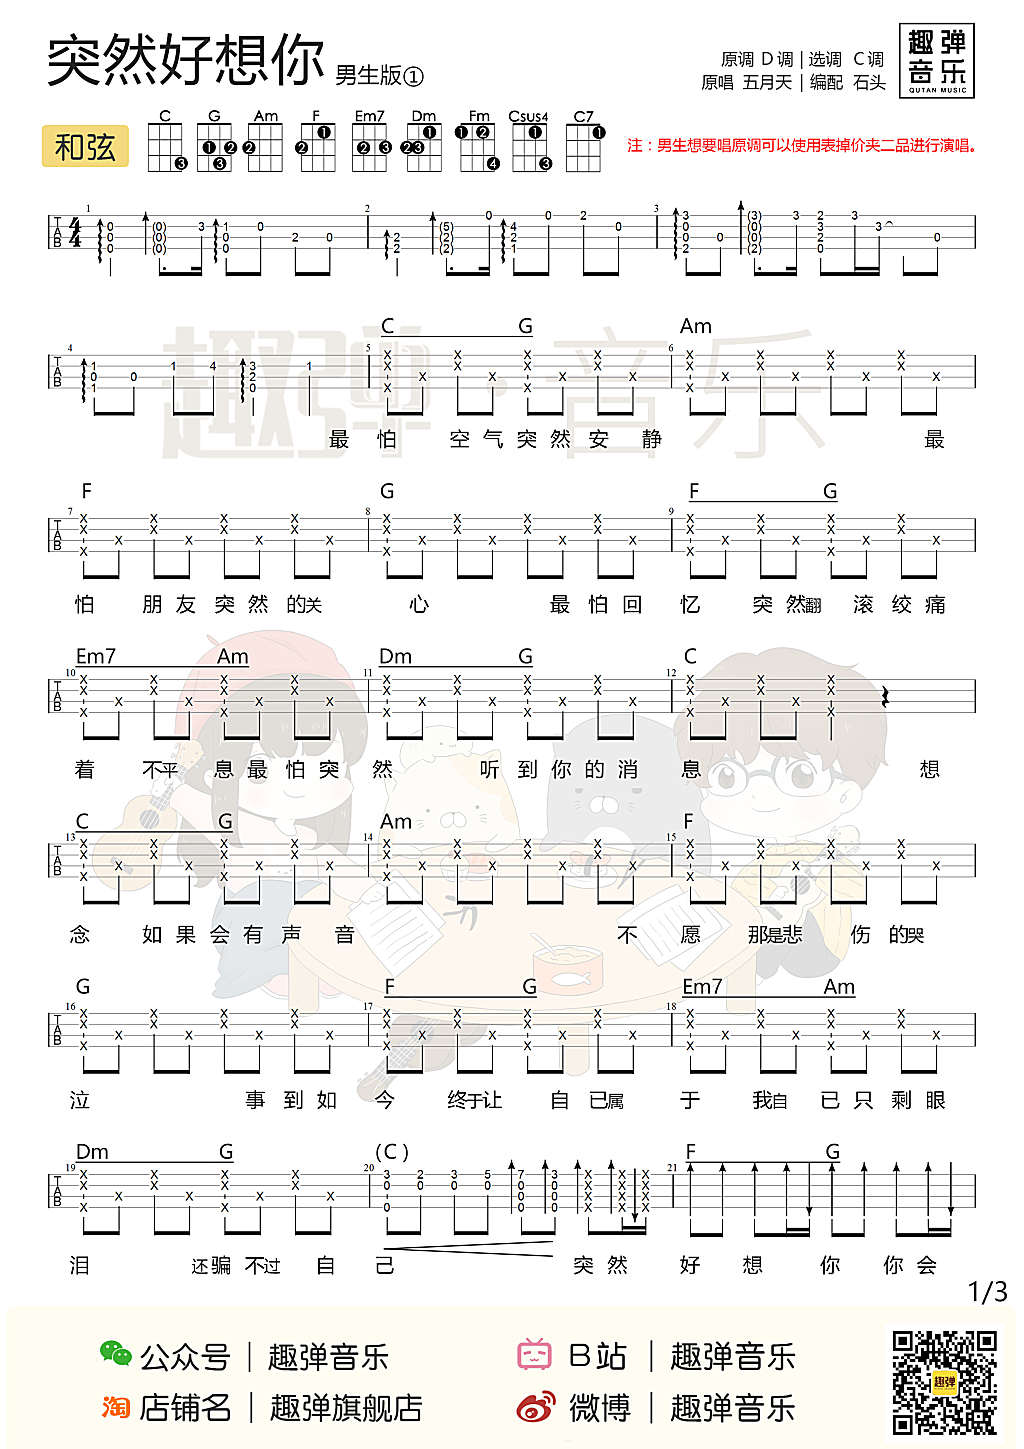 突然好想你 男生版①
原调 D 调 | 选调 C 调
原唱 五月天 | 编配 石头
趣弹
音乐
QUTAN MUSIC
和弦
C G Am F Em7 Dm Fm Csus4 C7
注：男生想要唱原调可以使用表掉价夹二品进行演唱。
C G Am
最 怕 空 气 突 然 安 静 最
F G F G
怕 朋 友 突 然 的 关 心 最 怕 回 忆 突 然 翻 滚 绞 痛
Em7 Am Dm G C
着 不 平 息 最 怕 突 然 听 到 你 的 消 息 想
C G Am F
念 如 果 会 有 声 音 不 愿 那 是 悲 伤 的 哭
G F G Em7 Am
泣 事 到 如 今 终 于 让 自 已 属 于 我 自 已 只 剩 眼
Dm G (C) F G
泪 还 骗 不 过 自 己 突 然 好 想 你 你 会
1/3
公众号 | 趣弹音乐 B站 | 趣弹音乐
淘 店铺名 | 趣弹旗舰店 微博 | 趣弹音乐
趣弹